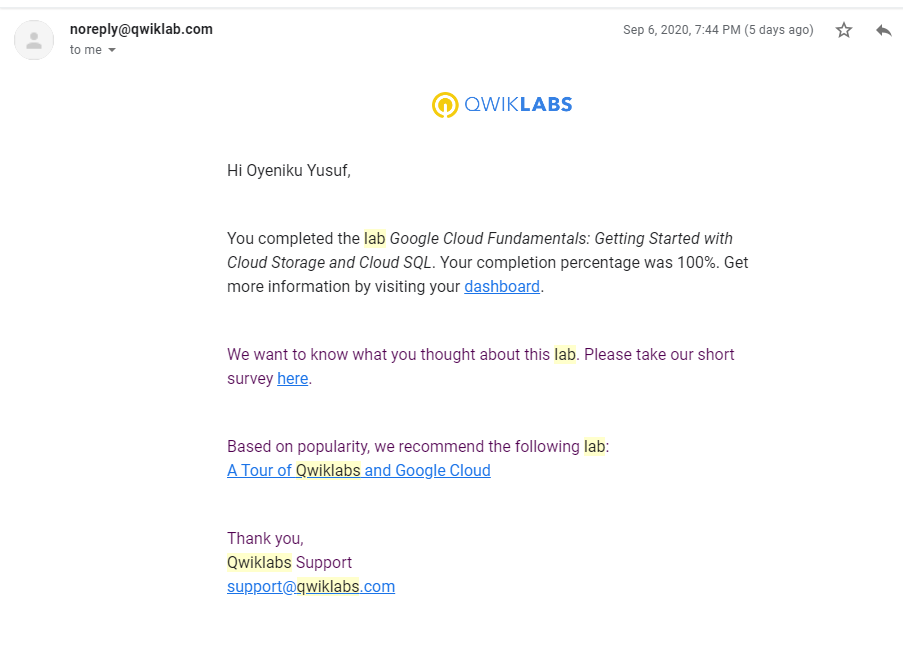 noreply@qwiklab.com
Sep 6, 2020, 7:44 PM (5 days ago)
to me
QWIKLABS
Hi Oyeniku Yusuf,
You completed the lab Google Cloud Fundamentals: Getting Started with
Cloud Storage and Cloud SQL. Your completion percentage was 100%. Get
more information by visiting your dashboard.
We want to know what you thought about this lab. Please take our short
survey here.
Based on popularity, we recommend the following lab:
A Tour of Qwiklabs and Google Cloud
Thank you,
Qwiklabs Support
support@qwiklabs.com